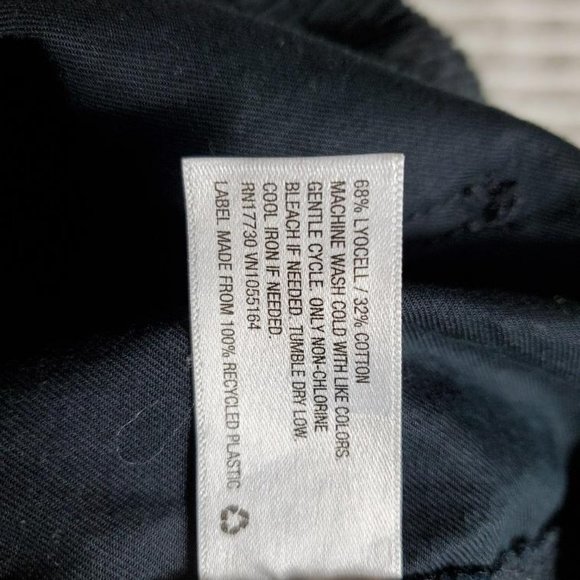 68% LYOCELL / 32% COTTON
MACHINE WASH COLD WITH LIKE COLORS.
GENTLE CYCLE. ONLY NON-CHLORINE
BLEACH IF NEEDED. TUMBLE DRY LOW.
COOL IRON IF NEEDED.
RN17730 VN1055164
LABEL MADE FROM 100% RECYCLED PLASTIC